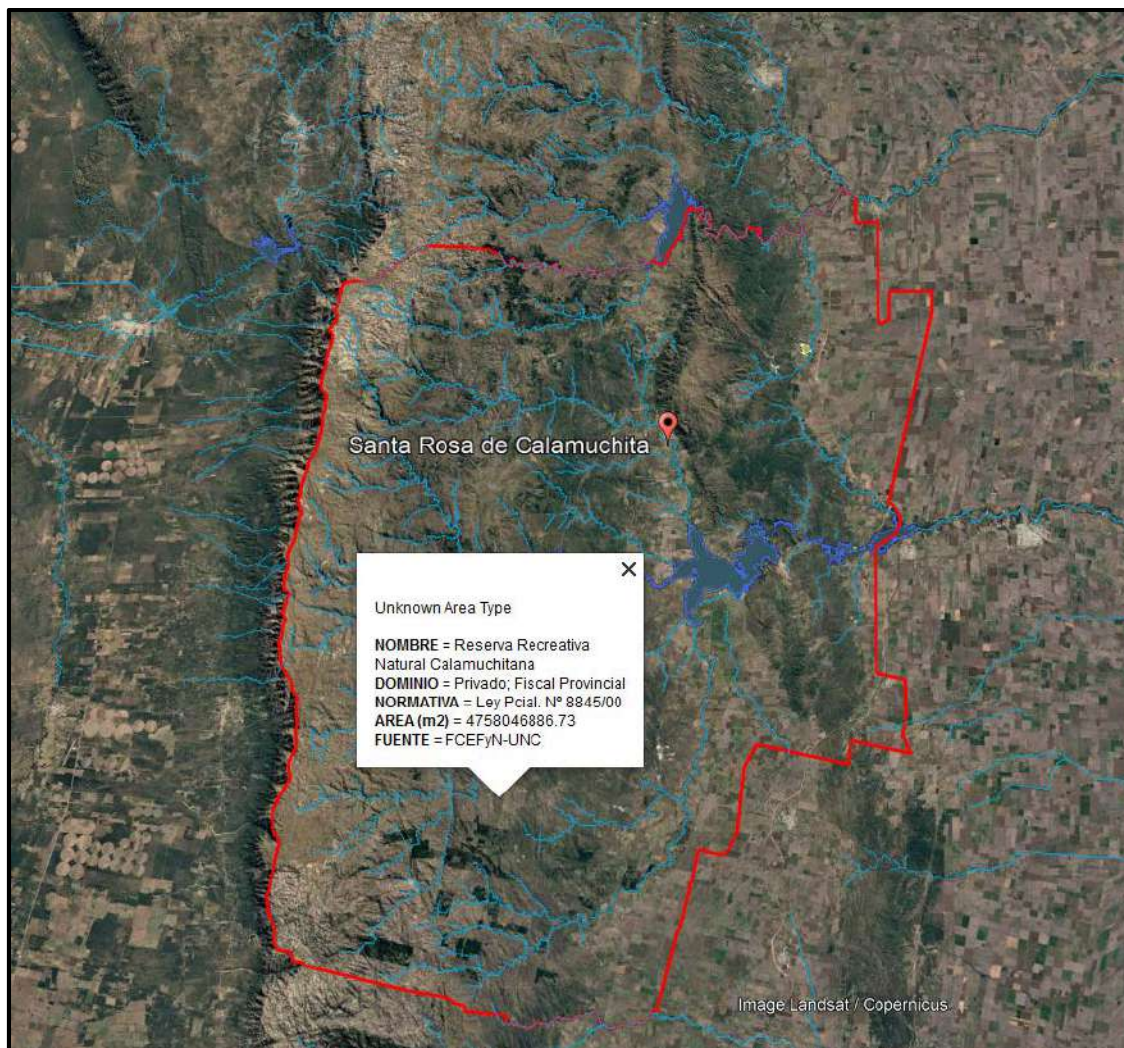 Santa Rosa de Calamuchita
Unknown Area Type
NOMBRE = Reserva Recreativa
Natural Calamuchitana
DOMINIO = Privado; Fiscal Provincial
NORMATIVA = Ley Pcial. Nº 8845/00
AREA (m2) = 4758046886.73
FUENTE = FCEFyN-UNC
Image Landsat / Copernicus